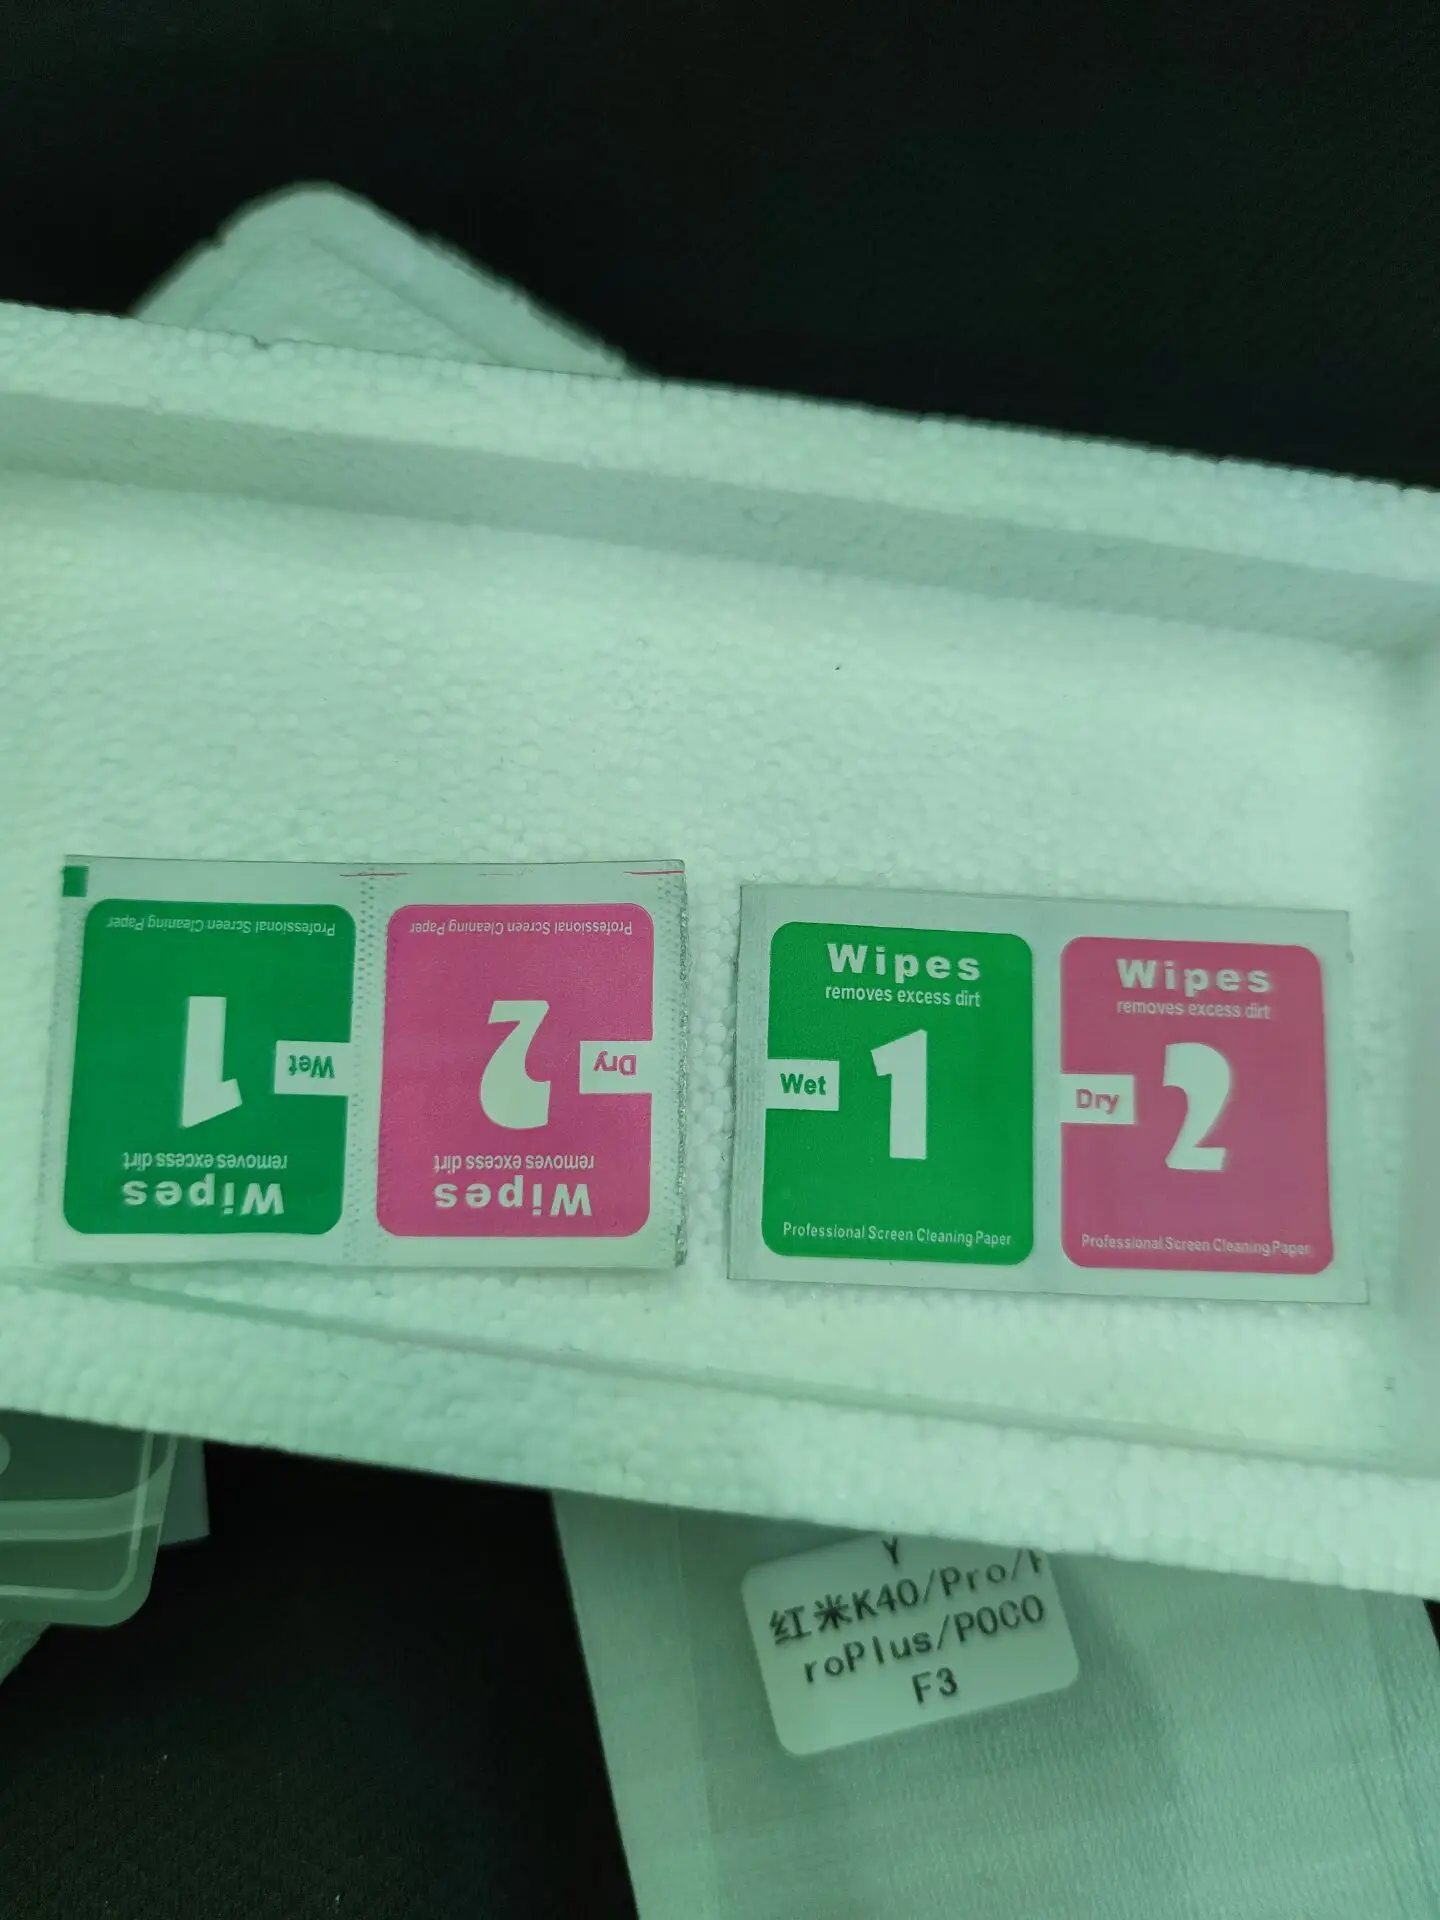 Professional Screen Cleaning Paper
1
Wet
removes excess dirt
Wipes
Professional Screen Cleaning Paper
2
Dry
removes excess dirt
Wipes
Wipes
removes excess dirt
Wet
1
Professional Screen Cleaning Paper
Wipes
removes excess dirt
Dry
2
Professional Screen Cleaning Paper
Y
红米K40/Pro/
roPlus/POCO
F3